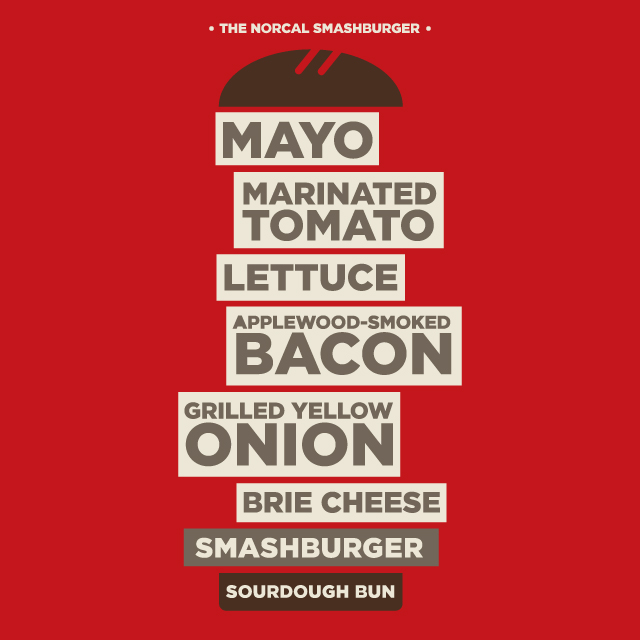 • THE NORCAL SMASHBURGER •
MAYO
MARINATED
TOMATO
LETTUCE
APPLEWOOD-SMOKED
BACON
GRILLED YELLOW
ONION
BRIE CHEESE
SMASHBURGER
SOURDOUGH BUN